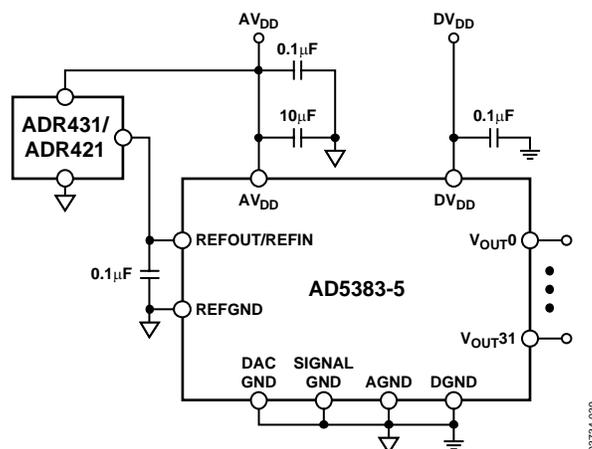 AVDD
DVDD
0.1μF
10μF
0.1μF
ADR431/
ADR421
AVDD
DVDD
REFOUT/REFIN
VOUT0
0.1μF
AD5383-5
REFGND
VOUT31
DAC
GND
SIGNAL
GND
AGND
DGND